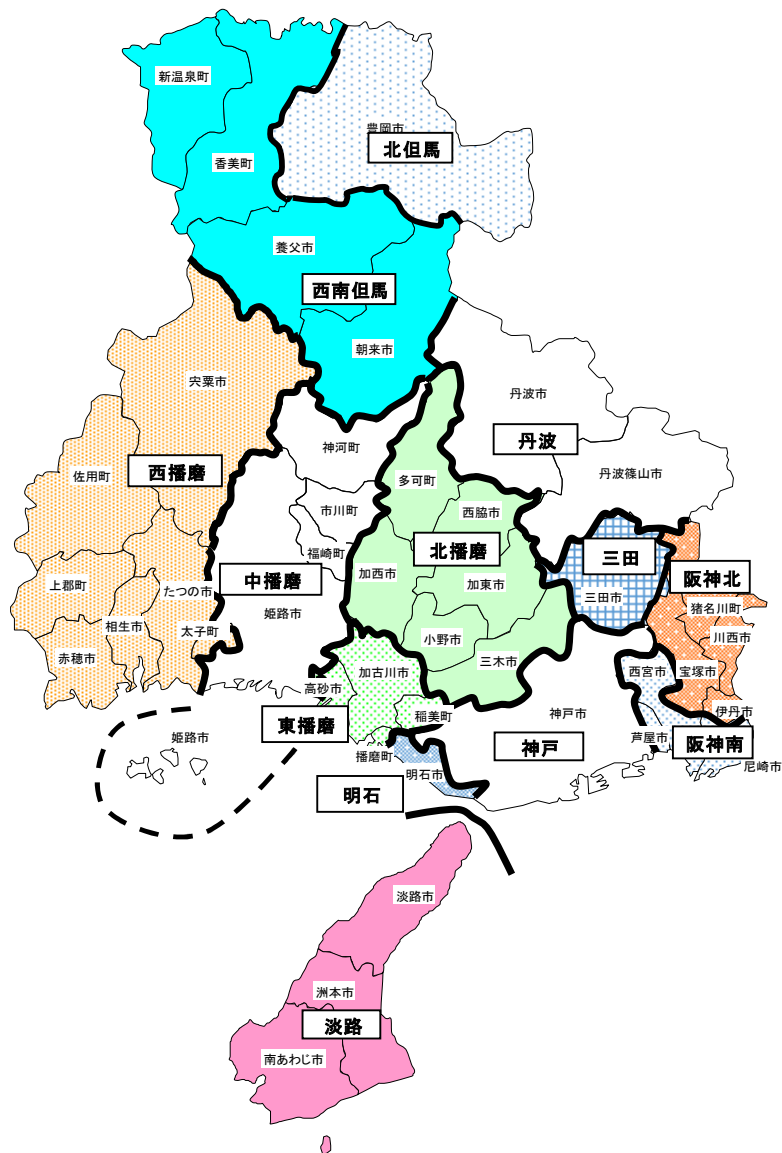 新温泉町
豊岡市
北但馬
香美町
養父市
西南但馬
朝来市
宍粟市
丹波市
丹波
神河町
丹波篠山市
佐用町
西播磨
多可町
市川町
西脇市
北播磨
三田
福崎町
阪神北
加西市
中播磨
上郡町
たつの市
加東市
三田市
猪名川町
姫路市
相生市
太子町
小野市
川西市
赤穂市
三木市
加古川市
西宮市
宝塚市
高砂市
稲美町
神戸市
伊丹市
東播磨
芦屋市
姫路市
神戸
阪神南
播磨町
尼崎市
明石市
明石
淡路市
洲本市
淡路
南あわじ市